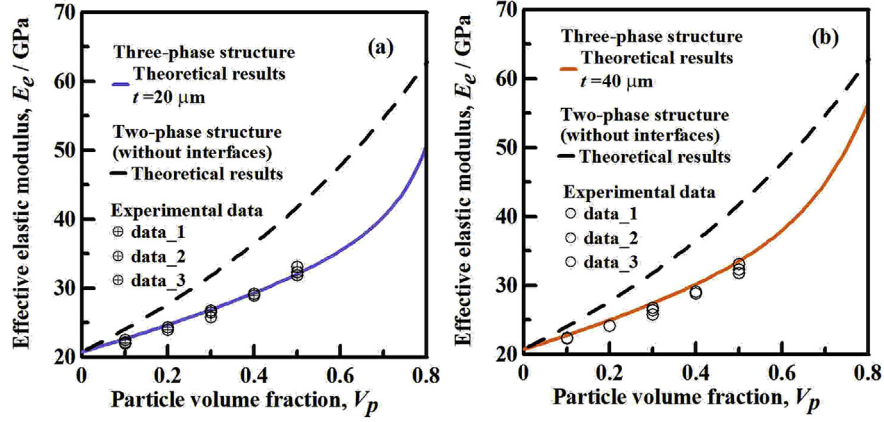 Effective elastic modulus, Ee / GPa
70
60
50
40
30
20
0
0.2
0.4
0.6
0.8
Particle volume fraction, Vp
(a)
Three-phase structure
Theoretical results
t =20 μm
Two-phase structure
(without interfaces)
Theoretical results
Experimental data
data_1
data_2
data_3
Effective elastic modulus, Ee / GPa
70
60
50
40
30
20
0
0.2
0.4
0.6
0.8
Particle volume fraction, Vp
(b)
Three-phase structure
Theoretical results
t =40 μm
Two-phase structure
(without interfaces)
Theoretical results
Experimental data
data_1
data_2
data_3